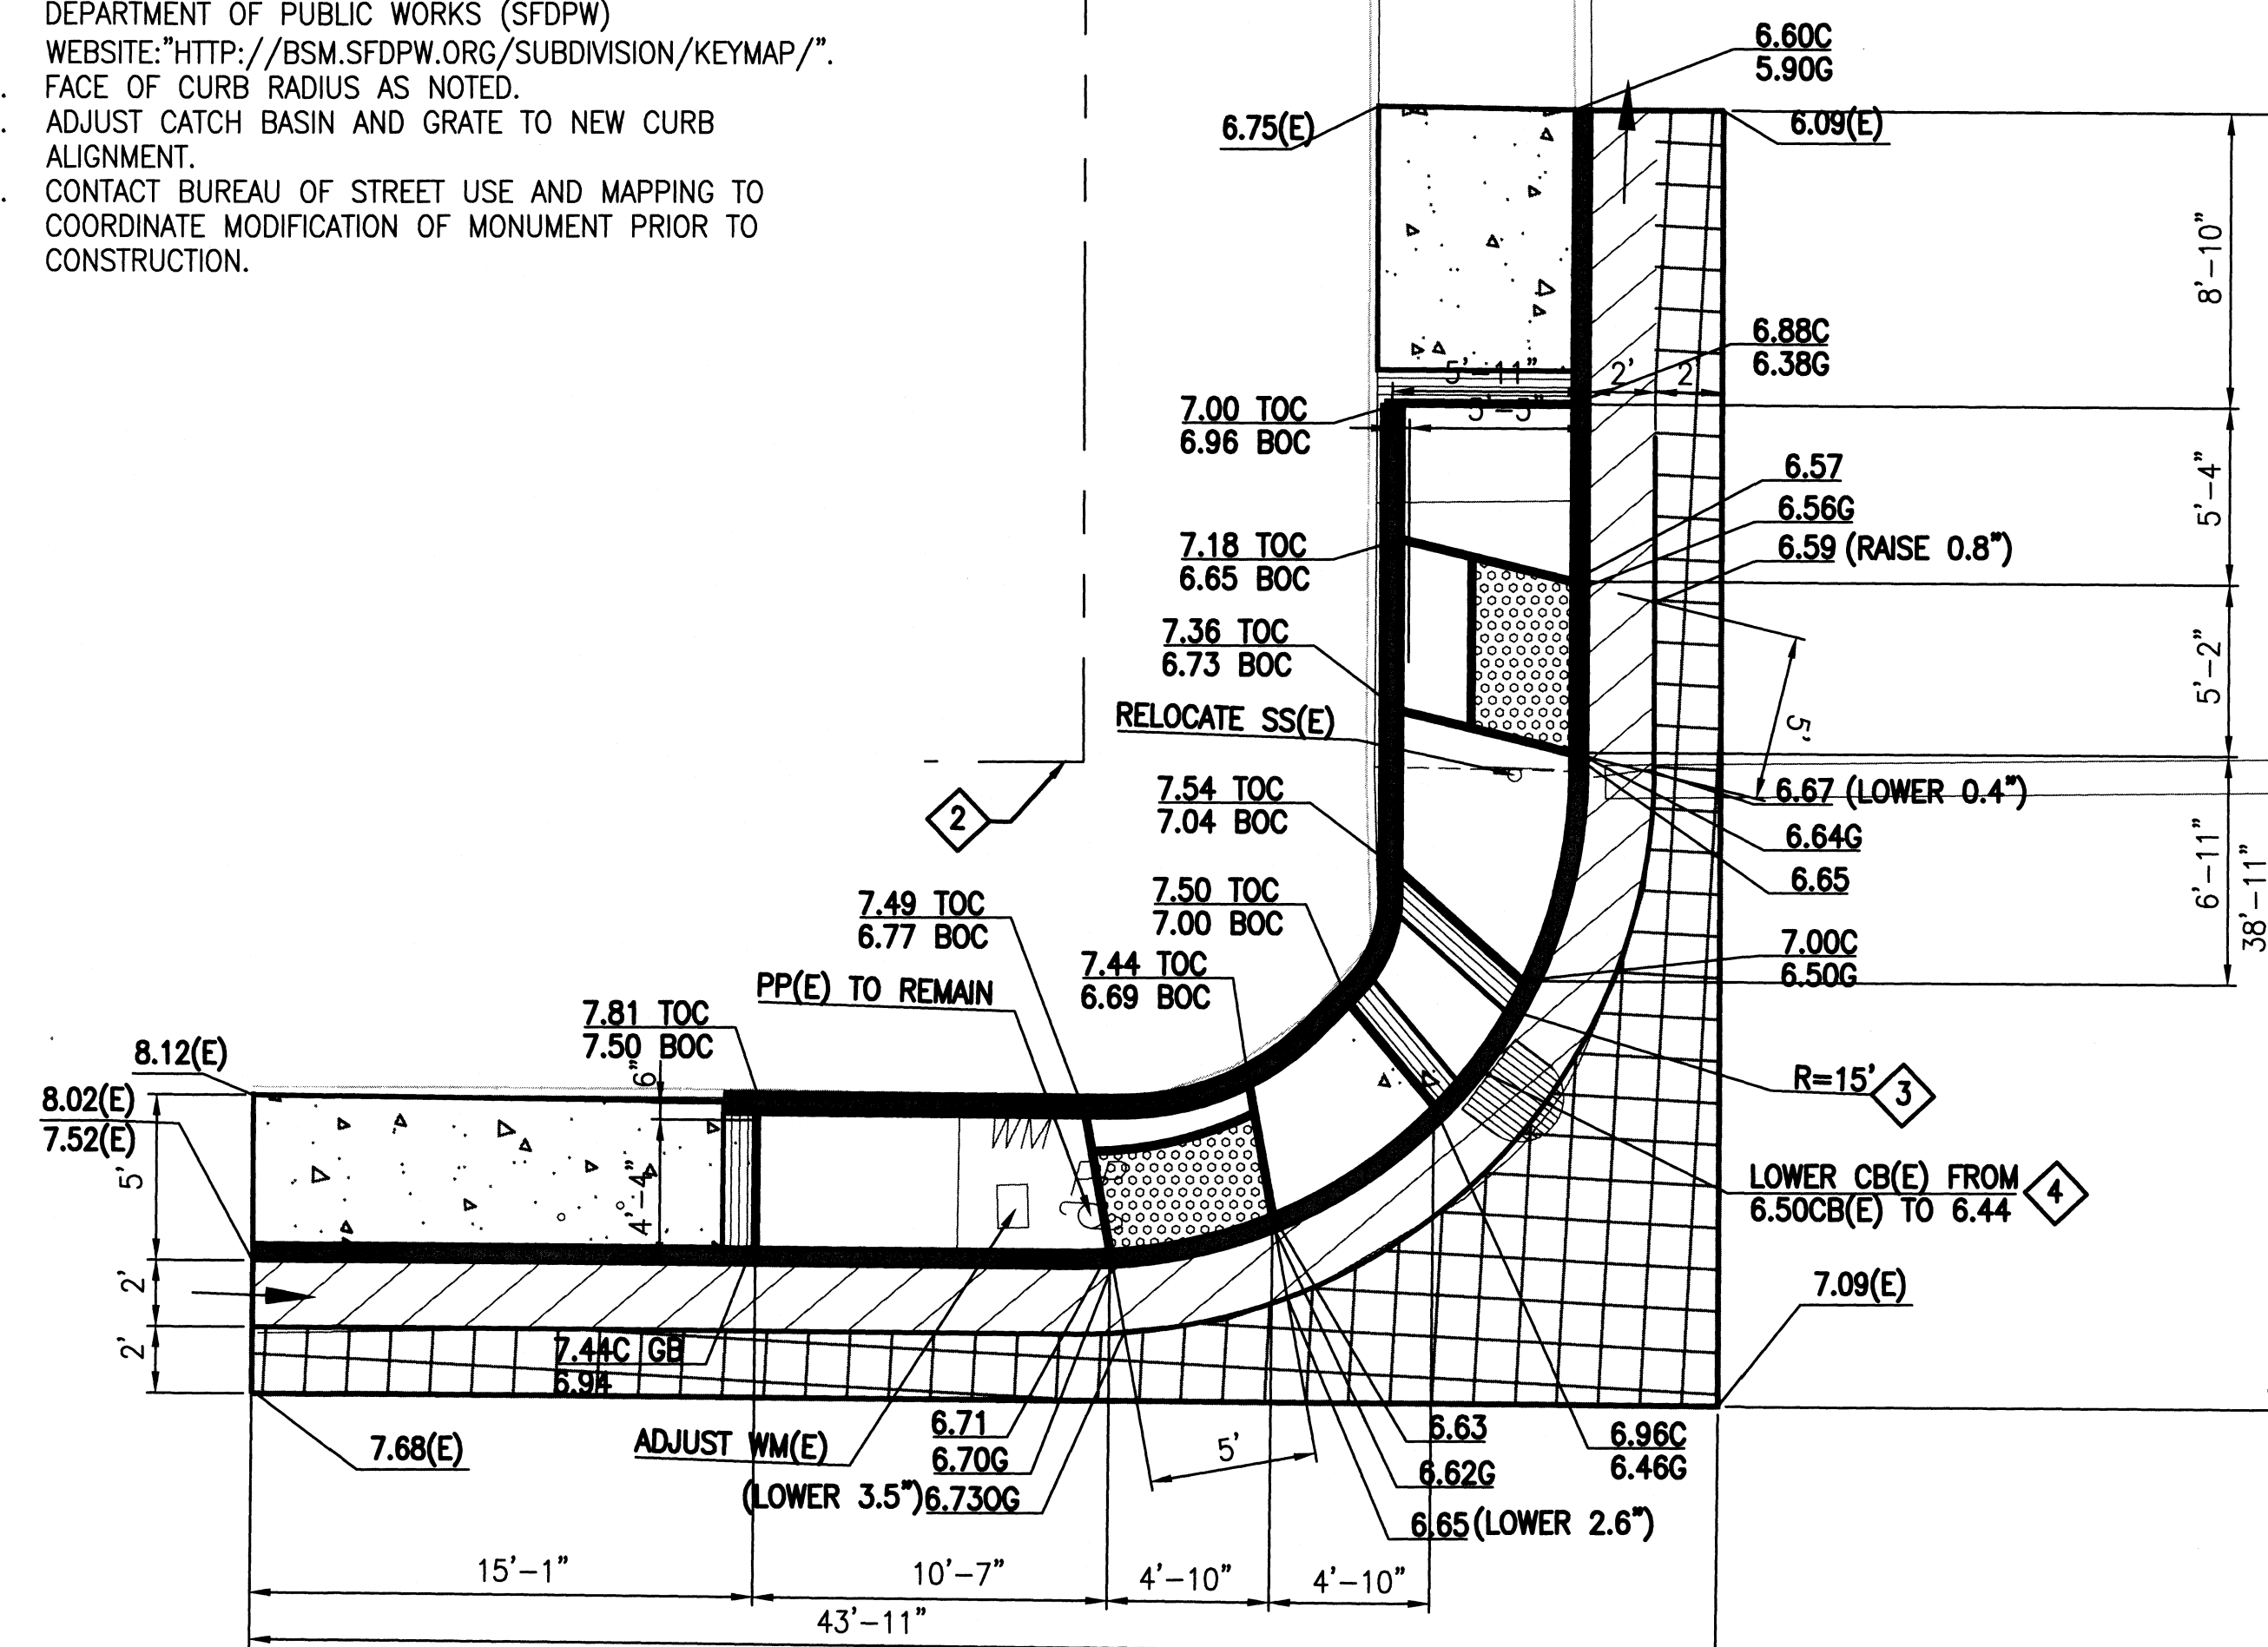 DEPARTMENT OF PUBLIC WORKS (SFDPW)
WEBSITE:"HTTP://BSM.SFDPW.ORG/SUBDIVISION/KEYMAP/".
. FACE OF CURB RADIUS AS NOTED.
. ADJUST CATCH BASIN AND GRATE TO NEW CURB
ALIGNMENT.
. CONTACT BUREAU OF STREET USE AND MAPPING TO
COORDINATE MODIFICATION OF MONUMENT PRIOR TO
CONSTRUCTION.
6.60C
5.90G
6.75(E)
6.09(E)
8'-10"
6.88C
6.38G
5'-11"
2'
2'
7.00 TOC
6.96 BOC
5'-5"
6.57
6.56G
6.59 (RAISE 0.8")
5'-4"
7.18 TOC
6.65 BOC
7.36 TOC
6.73 BOC
5'-2"
5'
RELOCATE SS(E)
7.54 TOC
7.04 BOC
6.67 (LOWER 0.4")
6.64G
6.65
2
6'-11"
38'-11"
7.49 TOC
6.77 BOC
7.50 TOC
7.00 BOC
7.00C
6.50G
7.44 TOC
6.69 BOC
PP(E) TO REMAIN
7.81 TOC
7.50 BOC
8.12(E)
8.02(E)
7.52(E)
6"
R=15'
3
5'
4'-4"
LOWER CB(E) FROM
6.50CB(E) TO 6.44
4
2'
2'
7.09(E)
7.44C GB
6.94
7.68(E)
ADJUST WM(E)
6.71
6.70G
(LOWER 3.5") 6.73OG
5'
6.63
6.62G
6.65 (LOWER 2.6")
6.96C
6.46G
15'-1"
10'-7"
4'-10"
4'-10"
43'-11"